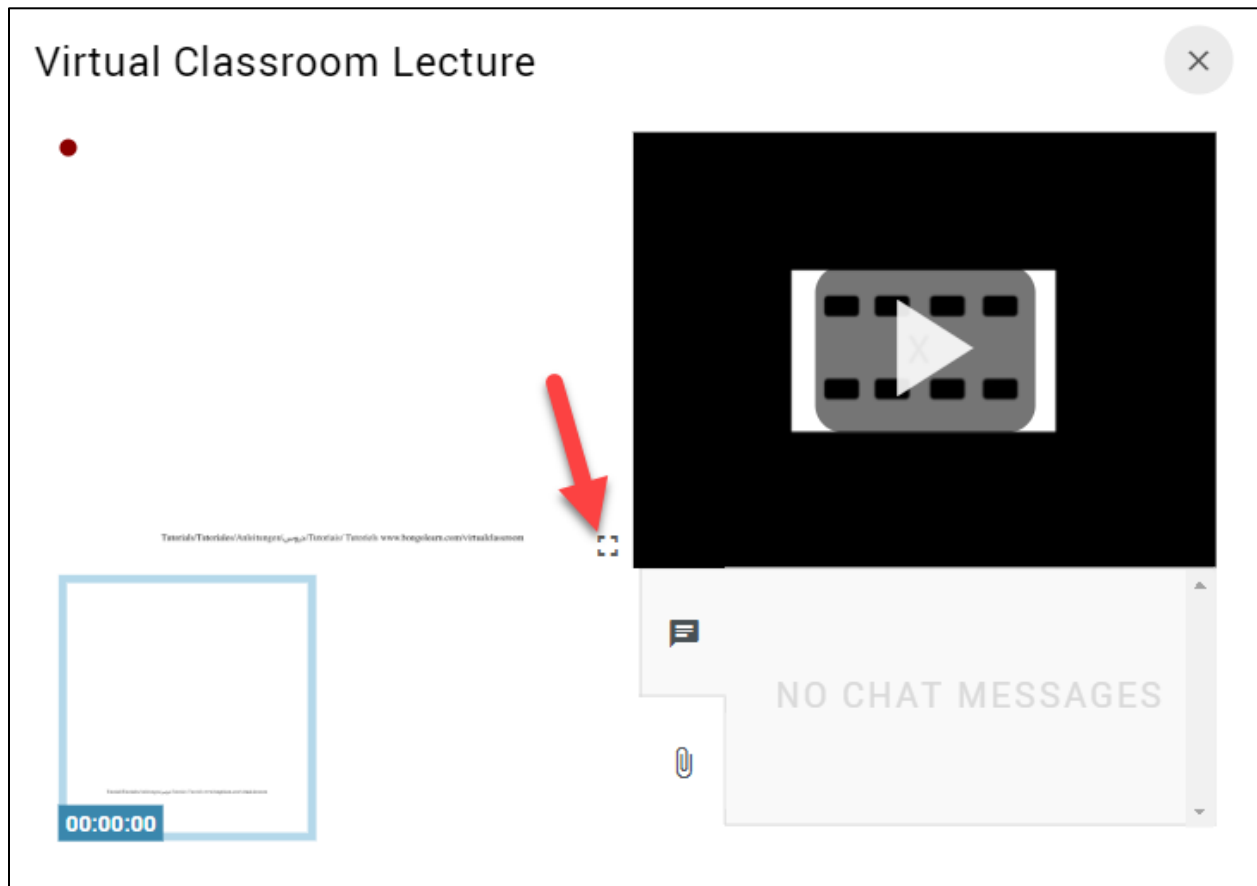 Virtual Classroom Lecture
Tutorials/Tutoriales/Anleitungen/دروس/Tutoriais/ Tutoriels www.bongolearn.com/virtualclassroom
X
NO CHAT MESSAGES
00:00:00